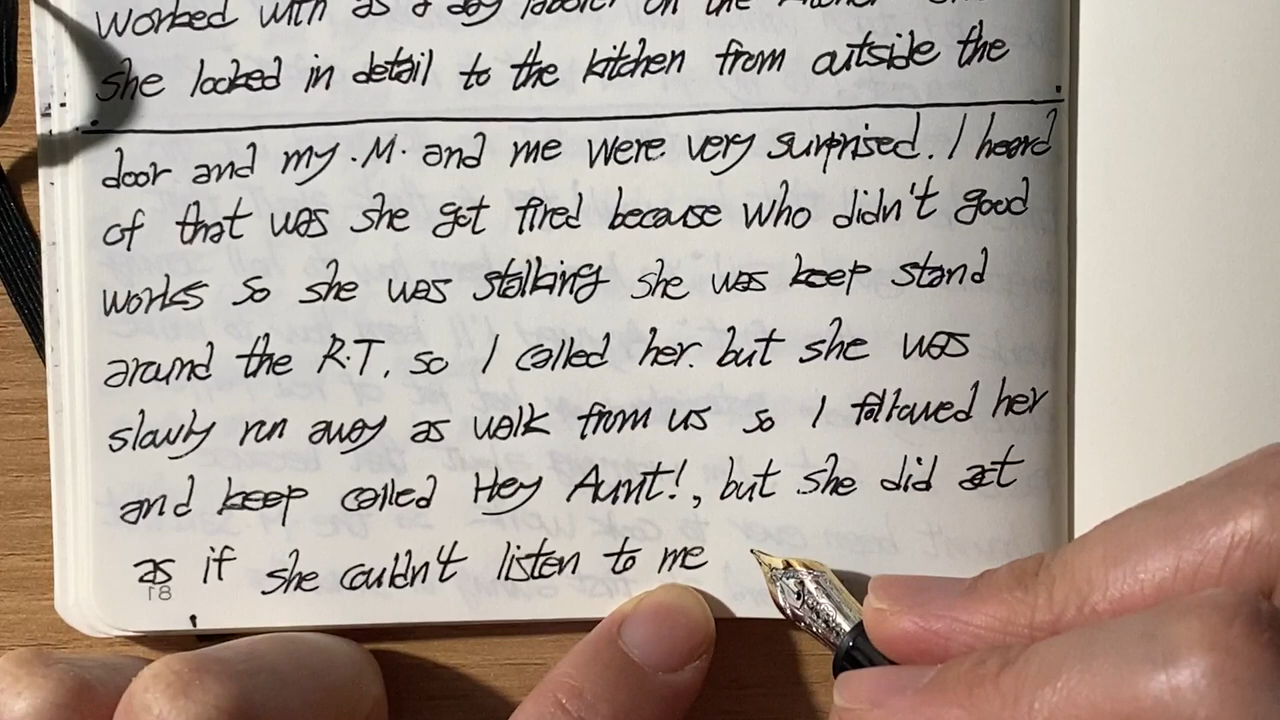 worked with as a day laborer on the kitchen
she looked in detail to the kitchen from outside the
door and my .M. and me were very surprised. I heard
of that was she got fired because who didn't good
works so she was stalking she was keep stand
around the R.T, so I called her. but she was
slowly run away as walk from us so I followed her
and keep called Hey Aunt!, but she did at
as if she couldn't listen to me
81